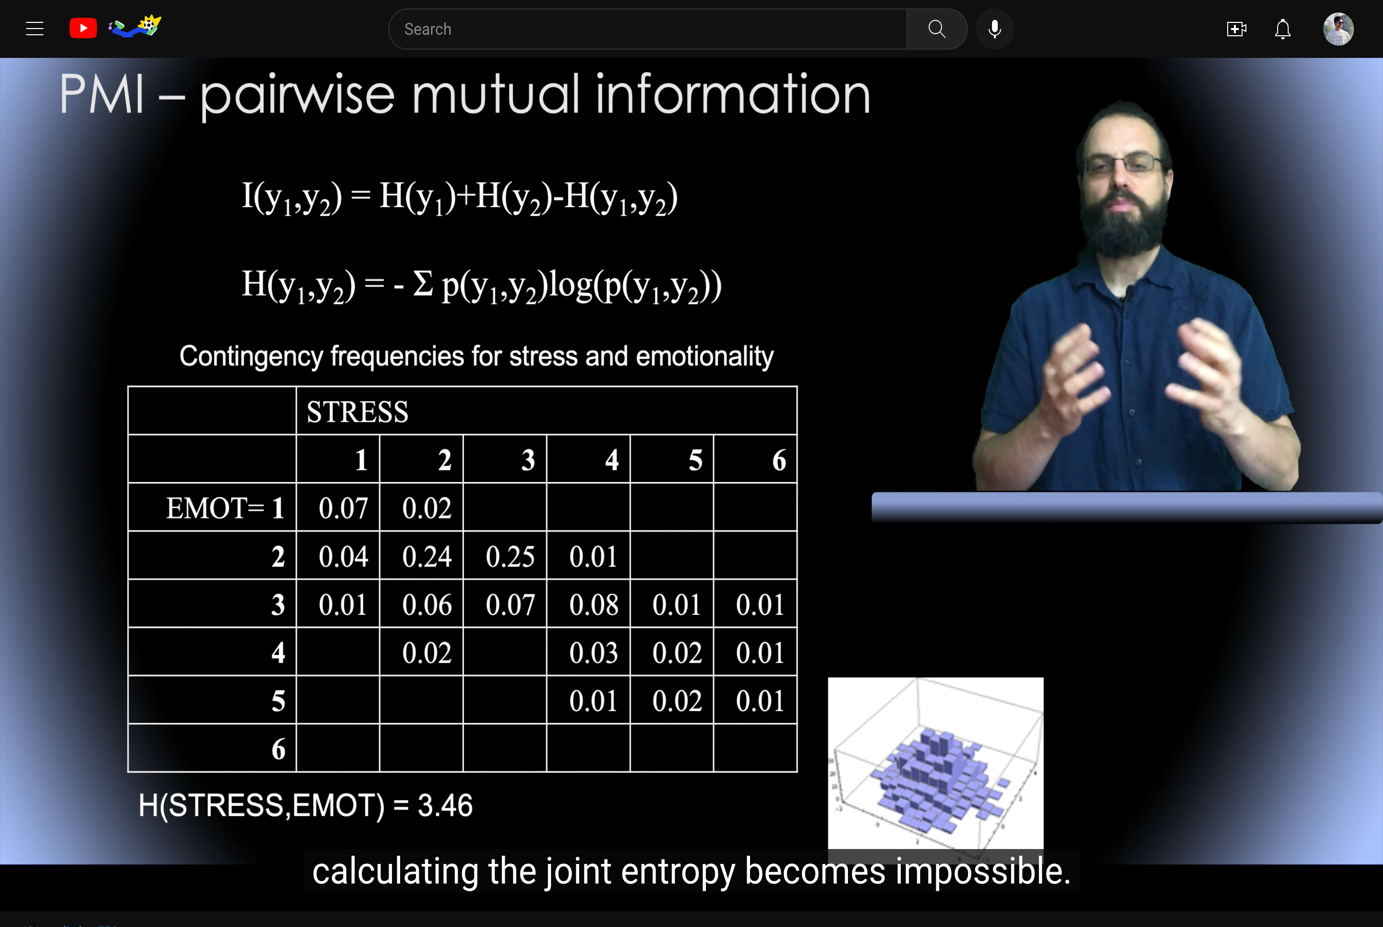 Search
PMI – pairwise mutual information
I(y₁,y₂) = H(y₁)+H(y₂)-H(y₁,y₂)
H(y₁,y₂) = - Σ p(y₁,y₂)log(p(y₁,y₂))
Contingency frequencies for stress and emotionality
STRESS
1 2 3 4 5 6
EMOT= 1 0.07 0.02
2 0.04 0.24 0.25 0.01
3 0.01 0.06 0.07 0.08 0.01 0.01
4 0.02 0.03 0.02 0.01
5 0.01 0.02 0.01
6
H(STRESS,EMOT) = 3.46
calculating the joint entropy becomes impossible.